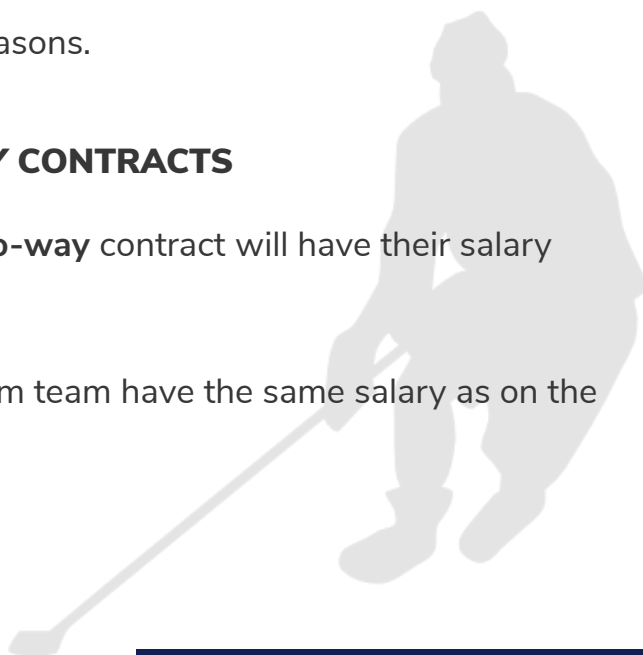 asons.
Y CONTRACTS
o-way contract will have their salary
m team have the same salary as on the